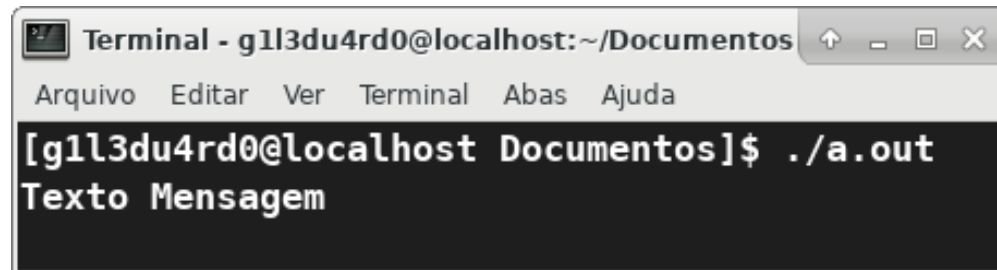 Terminal - g1l3du4rd0@localhost:~/Documentos
Arquivo Editar Ver Terminal Abas Ajuda
[g1l3du4rd0@localhost Documentos]$ ./a.out
Texto Mensagem